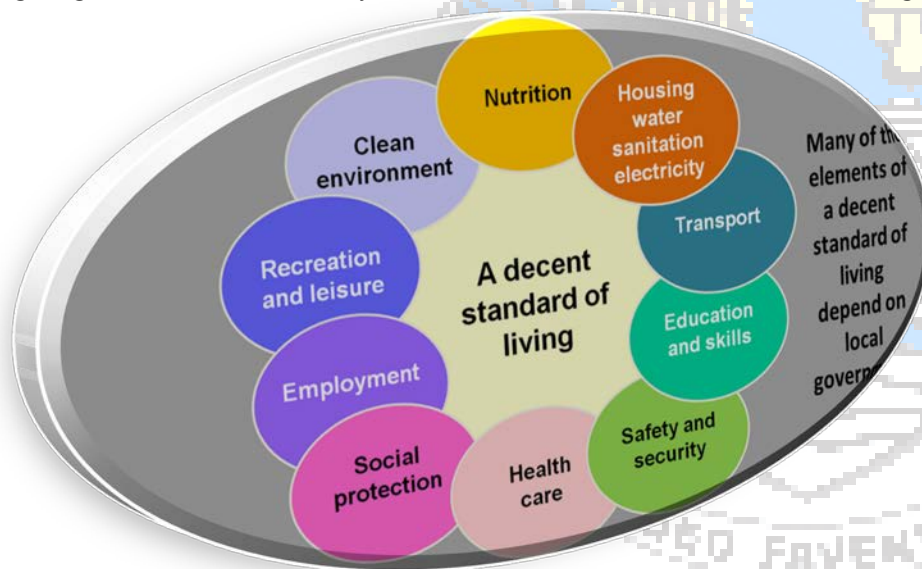 Nutrition
Housing
water
sanitation
electricity
Clean
environment
Transport
Recreation
and leisure
A decent
standard of
living
Education
and skills
Employment
Safety and
security
Social
protection
Health
care
Many of
elements of
a decent
standard of
living
depend on
local